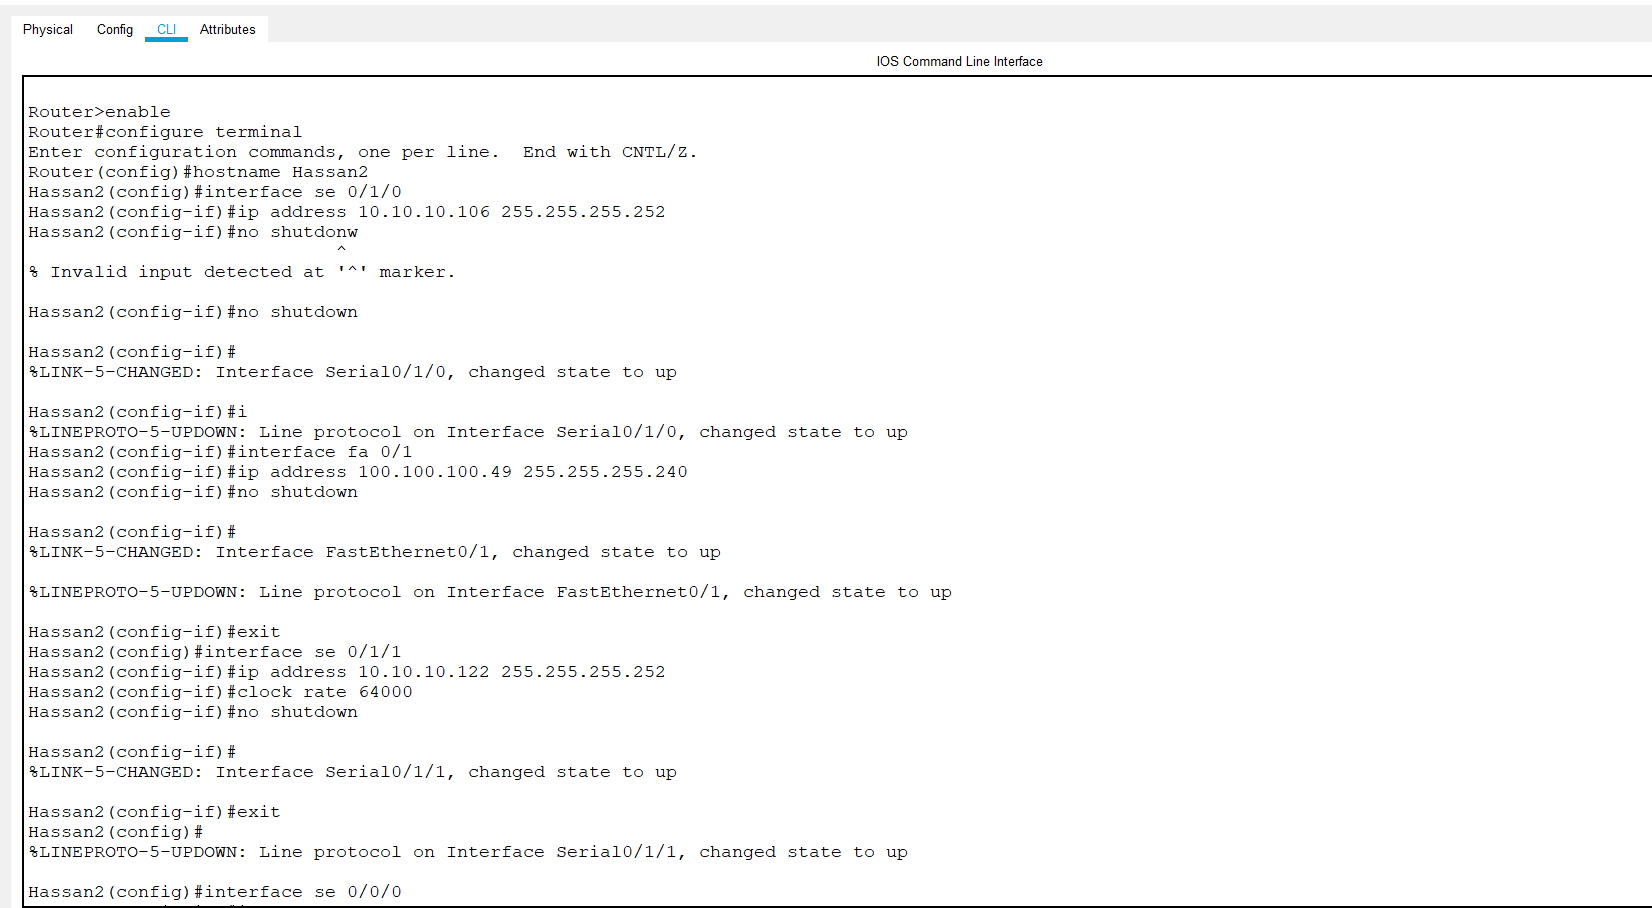 Physical Config CLI Attributes
IOS Command Line Interface
Router>enable
Router#configure terminal
Enter configuration commands, one per line.  End with CNTL/Z.
Router(config)#hostname Hassan2
Hassan2(config)#interface se 0/1/0
Hassan2(config-if)#ip address 10.10.10.106 255.255.255.252
Hassan2(config-if)#no shutdonw
^
% Invalid input detected at '^' marker.
Hassan2(config-if)#no shutdown
Hassan2(config-if)#
%LINK-5-CHANGED: Interface Serial0/1/0, changed state to up
Hassan2(config-if)#i
%LINEPROTO-5-UPDOWN: Line protocol on Interface Serial0/1/0, changed state to up
Hassan2(config-if)#interface fa 0/1
Hassan2(config-if)#ip address 100.100.100.49 255.255.255.240
Hassan2(config-if)#no shutdown
Hassan2(config-if)#
%LINK-5-CHANGED: Interface FastEthernet0/1, changed state to up
%LINEPROTO-5-UPDOWN: Line protocol on Interface FastEthernet0/1, changed state to up
Hassan2(config-if)#exit
Hassan2(config)#interface se 0/1/1
Hassan2(config-if)#ip address 10.10.10.122 255.255.255.252
Hassan2(config-if)#clock rate 64000
Hassan2(config-if)#no shutdown
Hassan2(config-if)#
%LINK-5-CHANGED: Interface Serial0/1/1, changed state to up
Hassan2(config-if)#exit
Hassan2(config)#
%LINEPROTO-5-UPDOWN: Line protocol on Interface Serial0/1/1, changed state to up
Hassan2(config)#interface se 0/0/0